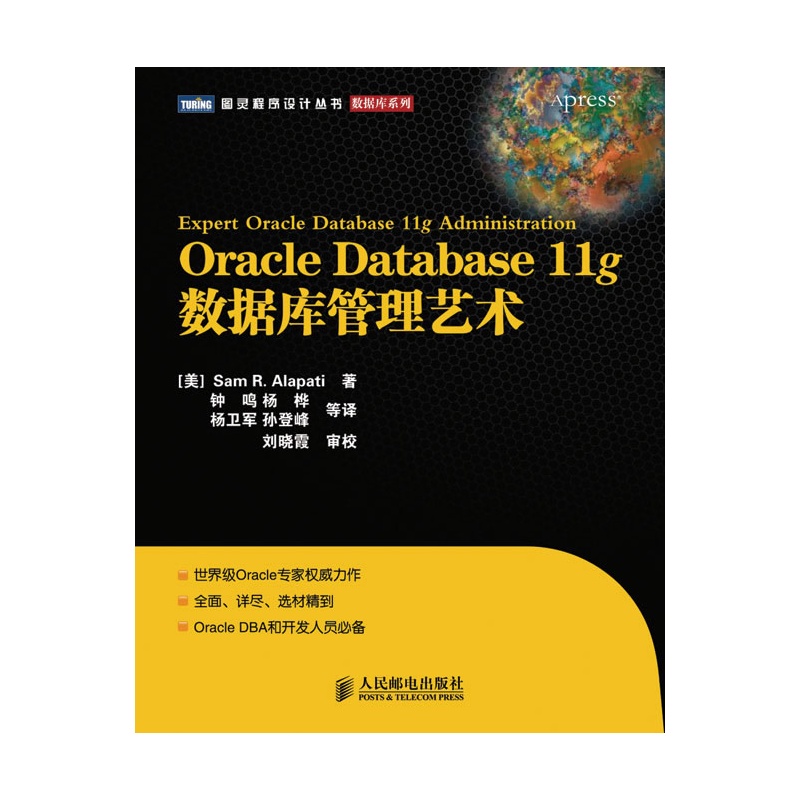 TURING 图灵程序设计丛书 数据库系列
Apress
Expert Oracle Database 11g Administration
Oracle Database 11g
数据库管理艺术
[美] Sam R. Alapati 著
钟 鸣 杨 桦
杨卫军 孙登峰 等译
刘晓霞 审校
世界级Oracle专家权威力作
全面、详尽、选材精到
Oracle DBA和开发人员必备
人民邮电出版社
POSTS & TELECOM PRESS